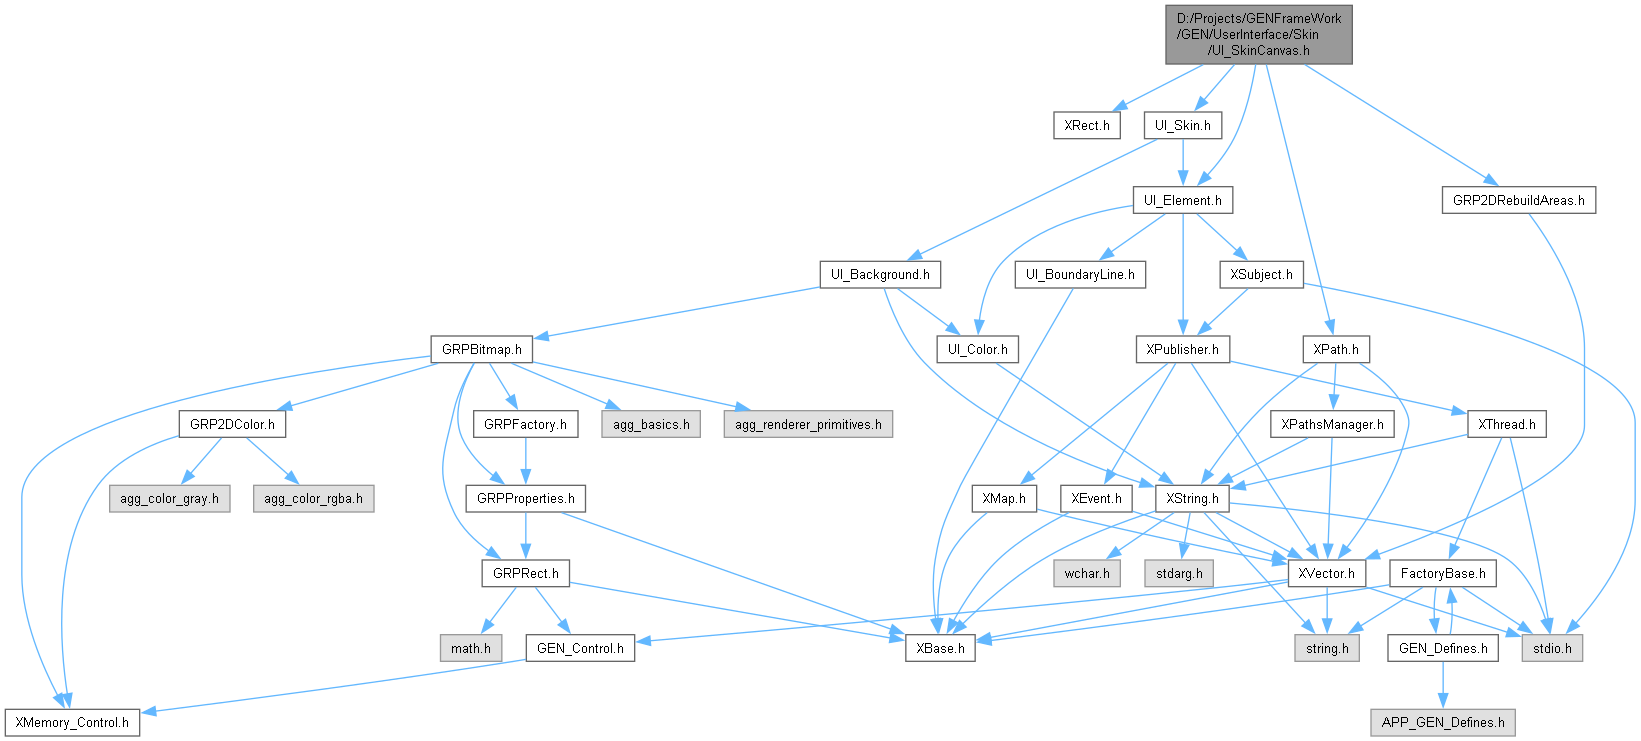 D:/Projects/GENFrameWork
/GEN/UserInterface/Skin
/UI_SkinCanvas.h
XRect.h
UI_Skin.h
UI_Element.h
GRP2DRebuildAreas.h
UI_Background.h
UI_BoundaryLine.h
XSubject.h
GRPBitmap.h
UI_Color.h
XPublisher.h
XPath.h
GRP2DColor.h
GRPFactory.h
agg_basics.h
agg_renderer_primitives.h
XPathsManager.h
XThread.h
agg_color_gray.h
agg_color_rgba.h
GRPProperties.h
XMap.h
XEvent.h
XString.h
GRPRect.h
wchar.h
stdarg.h
XVector.h
FactoryBase.h
math.h
GEN_Control.h
XBase.h
string.h
GEN_Defines.h
stdio.h
XMemory_Control.h
APP_GEN_Defines.h